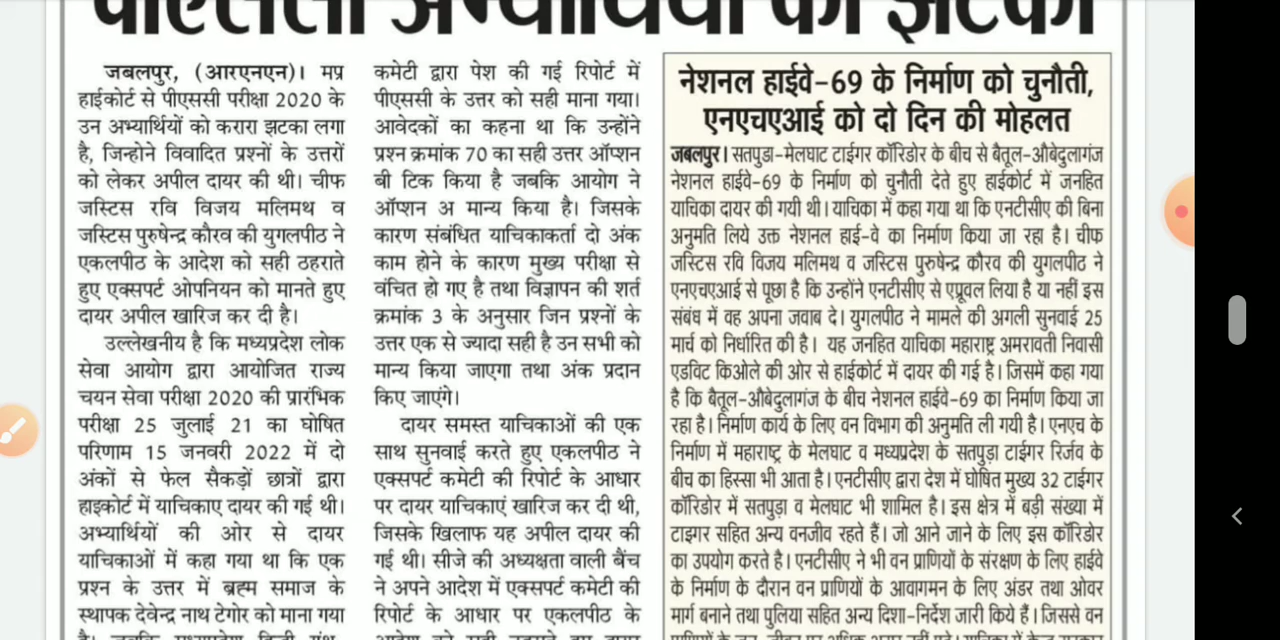 पीएससी अभ्यार्थियों को झटका
जबलपुर, (आरएनएन)। मप्र
हाईकोर्ट से पीएससी परीक्षा 2020 के
उन अभ्यार्थियों को करारा झटका लगा
है, जिन्होने विवादित प्रश्नों के उत्तरों
को लेकर अपील दायर की थी। चीफ
जस्टिस रवि विजय मलिमथ व
जस्टिस पुरुषेन्द्र कौरव की युगलपीठ ने
एकलपीठ के आदेश को सही ठहराते
हुए एक्सपर्ट ओपनियन को मानते हुए
दायर अपील खारिज कर दी है।
उल्लेखनीय है कि मध्यप्रदेश लोक
सेवा आयोग द्वारा आयोजित राज्य
चयन सेवा परीक्षा 2020 की प्रारंभिक
परीक्षा 25 जुलाई 21 का घोषित
परिणाम 15 जनवरी 2022 में दो
अंकों से फेल सैकड़ों छात्रों द्वारा
हाइकोर्ट में याचिकाए दायर की गई थी।
अभ्यार्थियों की ओर से दायर
याचिकाओं में कहा गया था कि एक
प्रश्न के उत्तर में ब्रह्म समाज के
स्थापक देवेन्द्र नाथ टेगोर को माना गया
कमेटी द्वारा पेश की गई रिपोर्ट में
पीएससी के उत्तर को सही माना गया।
आवेदकों का कहना था कि उन्होंने
प्रश्न क्रमांक 70 का सही उत्तर ऑप्शन
बी टिक किया है जबकि आयोग ने
ऑप्शन अ मान्य किया है। जिसके
कारण संबंधित याचिकाकर्ता दो अंक
काम होने के कारण मुख्य परीक्षा से
वंचित हो गए है तथा विज्ञापन की शर्त
क्रमांक 3 के अनुसार जिन प्रश्नों के
उत्तर एक से ज्यादा सही है उन सभी को
मान्य किया जाएगा तथा अंक प्रदान
किए जाएंगे।
दायर समस्त याचिकाओं की एक
साथ सुनवाई करते हुए एकलपीठ ने
एक्सपर्ट कमेटी की रिपोर्ट के आधार
पर दायर याचिकाएं खारिज कर दी थी,
जिसके खिलाफ यह अपील दायर की
गई थी। सीजे की अध्यक्षता वाली बैंच
ने अपने आदेश में एक्सपर्ट कमेटी की
रिपोर्ट के आधार पर एकलपीठ के
नेशनल हाईवे-69 के निर्माण को चुनौती,
एनएचएआई को दो दिन की मोहलत
जबलपुर। सतपुडा-मेलघाट टाईगर कॉरिडोर के बीच से बैतूल-औबेदुलागंज
नेशनल हाईवे-69 के निर्माण को चुनौती देते हुए हाईकोर्ट में जनहित
याचिका दायर की गयी थी। याचिका में कहा गया था कि एनटीसीए की बिना
अनुमति लिये उक्त नेशनल हाई-वे का निर्माण किया जा रहा है। चीफ
जस्टिस रवि विजय मलिमथ व जस्टिस पुरुषेन्द्र कौरव की युगलपीठ ने
एनएचएआई से पूछा है कि उन्होंने एनटीसीए से एप्रूवल लिया है या नहीं इस
संबंध में वह अपना जवाब दे। युगलपीठ ने मामले की अगली सुनवाई 25
मार्च को निर्धारित की है। यह जनहित याचिका महाराष्ट्र अमरावती निवासी
एडविट किओले की ओर से हाईकोर्ट में दायर की गई है। जिसमें कहा गया
है कि बैतूल-औबेदुलागंज के बीच नेशनल हाईवे-69 का निर्माण किया जा
रहा है। निर्माण कार्य के लिए वन विभाग की अनुमति ली गयी है। एनएच के
निर्माण में महाराष्ट्र के मेलघाट व मध्यप्रदेश के सतपुड़ा टाईगर रिर्जव के
बीच का हिस्सा भी आता है। एनटीसीए द्वारा देश में घोषित मुख्य 32 टाईगर
कॉरिडोर में सतपुड़ा व मेलघाट भी शामिल है। इस क्षेत्र में बड़ी संख्या में
टाइगर सहित अन्य वनजीव रहते हैं। जो आने जाने के लिए इस कॉरिडोर
का उपयोग करते है। एनटीसीए ने भी वन प्राणियों के संरक्षण के लिए हाईवे
के निर्माण के दौरान वन प्राणियों के आवागमन के लिए अंडर तथा ओवर
मार्ग बनाने तथा पुलिया सहित अन्य दिशा-निर्देश जारी किये हैं। जिससे वन